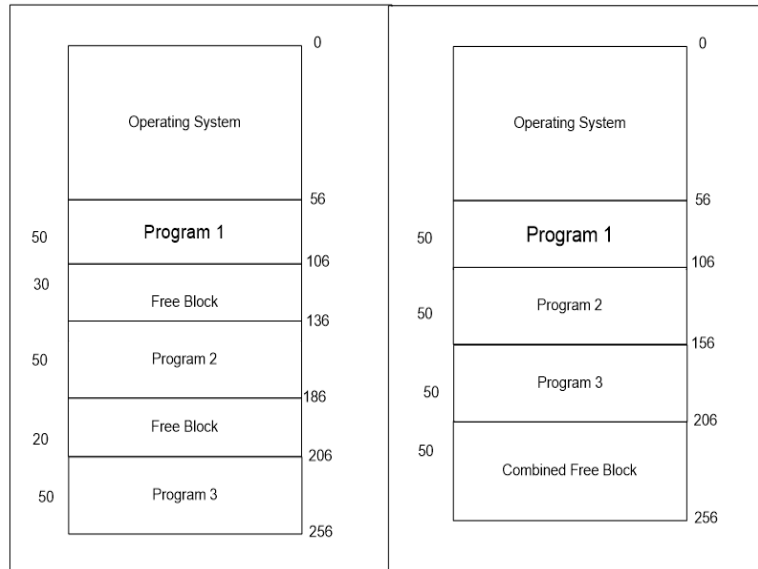 0
Operating System
56
50
Program 1
106
30
Free Block
136
50
Program 2
186
20
Free Block
206
50
Program 3
256
0
Operating System
56
50
Program 1
106
50
Program 2
156
50
Program 3
206
50
Combined Free Block
256